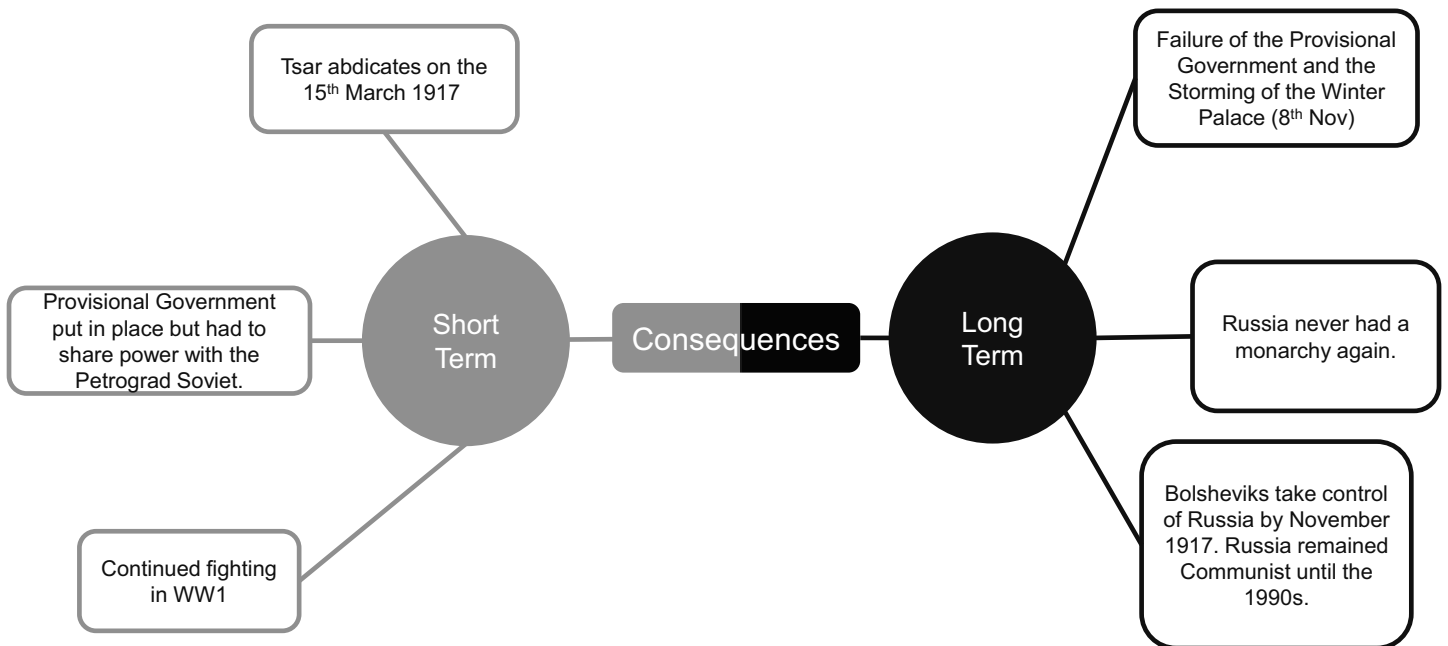 Tsar abdicates on the
15th March 1917
Provisional Government
put in place but had to
share power with the
Petrograd Soviet.
Continued fighting
in WW1
Short
Term
Consequences
Long
Term
Failure of the Provisional
Government and the
Storming of the Winter
Palace (8th Nov)
Russia never had a
monarchy again.
Bolsheviks take control
of Russia by November
1917. Russia remained
Communist until the
1990s.